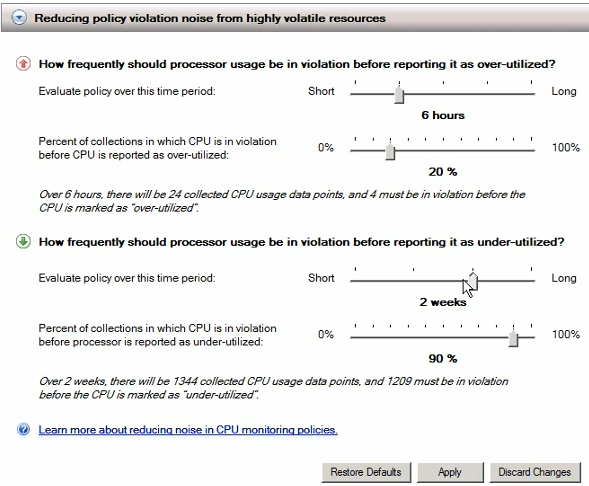 Reducing policy violation noise from highly volatile resources
How frequently should processor usage be in violation before reporting it as over-utilized?
Evaluate policy over this time period: Short Long
6 hours
Percent of collections in which CPU is in violation
before CPU is reported as over-utilized: 0% 100%
20 %
Over 6 hours, there will be 24 collected CPU usage data points, and 4 must be in violation before the
CPU is marked as "over-utilized".
How frequently should processor usage be in violation before reporting it as under-utilized?
Evaluate policy over this time period: Short Long
2 weeks
Percent of collections in which CPU is in violation
before processor is reported as under-utilized: 0% 100%
90 %
Over 2 weeks, there will be 1344 collected CPU usage data points, and 1209 must be in violation
before the CPU is marked as "under-utilized".
Learn more about reducing noise in CPU monitoring policies.
Restore Defaults Apply Discard Changes